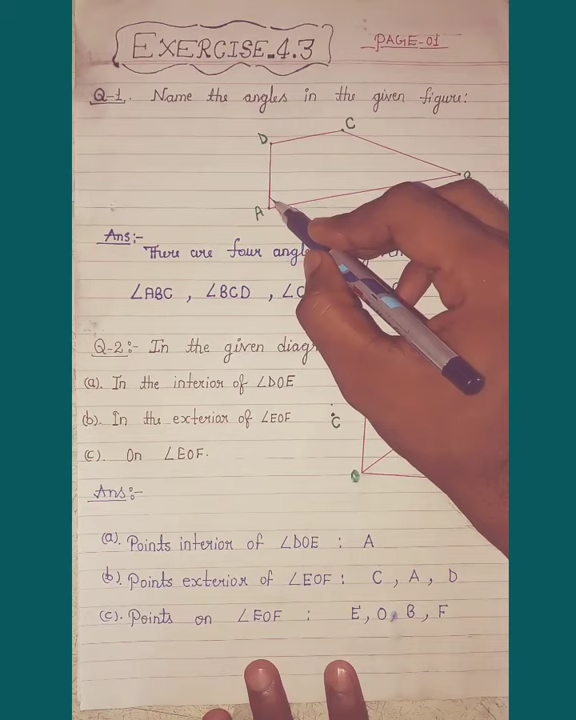 EXERCISE-4.3
PAGE-01
Q-1. Name the angles in the given figure:
D
C
A
Ans:-
There are four
∠ABC , ∠BCD ,
Q-2:- In the given
(a). In the interior of ∠DOE
(b). In the exterior of ∠EOF
C
(c). On ∠EOF.
Ans:-
(a). Points interior of ∠DOE : A
(b). Points exterior of ∠EOF : C , A , D
(c). Points on ∠EOF : E, O, B, F